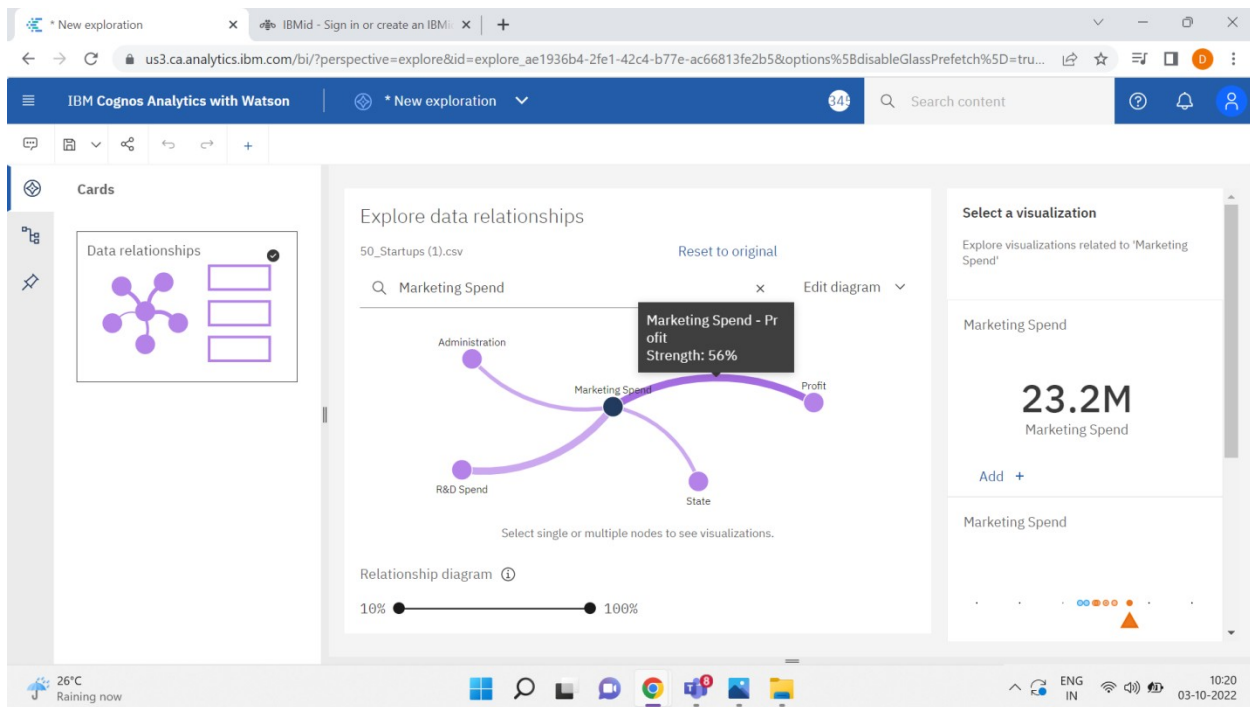 * New exploration
IBMid - Sign in or create an IBMi
us3.ca.analytics.ibm.com/bi/?perspective=explore&id=explore_ae1936b4-2fe1-42c4-b77e-ac66813fe2b5&options%5BdisableGlassPrefetch%5D=tru...
D
IBM Cognos Analytics with Watson
* New exploration
345
Search content
Cards
Data relationships
Explore data relationships
50_Startups (1).csv
Reset to original
Marketing Spend
Edit diagram
Marketing Spend - Pr
ofit
Strength: 56%
Administration
Marketing Spend
Profit
R&D Spend
State
Select single or multiple nodes to see visualizations.
Relationship diagram
10%
100%
Select a visualization
Explore visualizations related to 'Marketing
Spend'
Marketing Spend
23.2M
Marketing Spend
Add +
Marketing Spend
26°C
Raining now
8
ENG
IN
10:20
03-10-2022